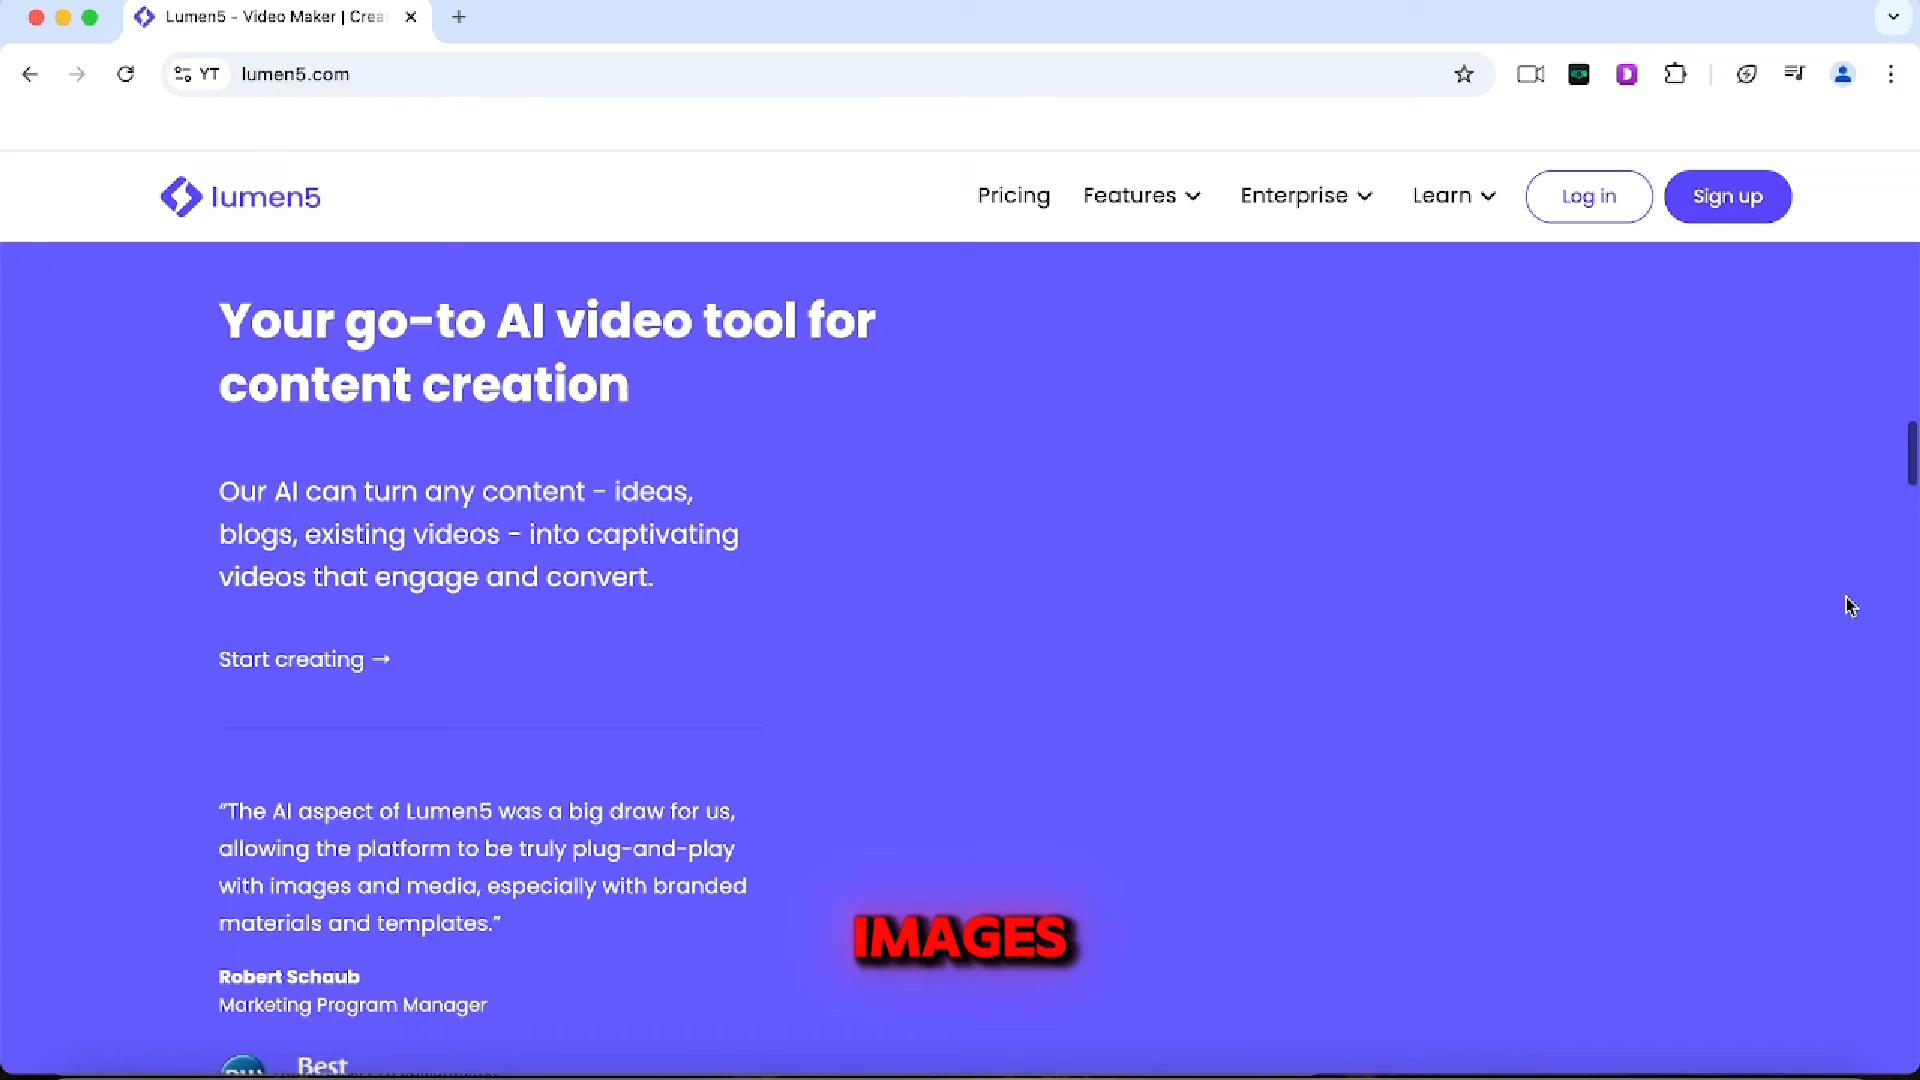 Lumen5 - Video Maker | Crea
YT lumen5.com
lumen5
Pricing Features Enterprise Learn Log in Sign up
Your go-to AI video tool for
content creation
Our AI can turn any content - ideas,
blogs, existing videos - into captivating
videos that engage and convert.
Start creating →
“The AI aspect of Lumen5 was a big draw for us,
allowing the platform to be truly plug-and-play
with images and media, especially with branded
materials and templates.”
IMAGES
Robert Schaub
Marketing Program Manager
Best